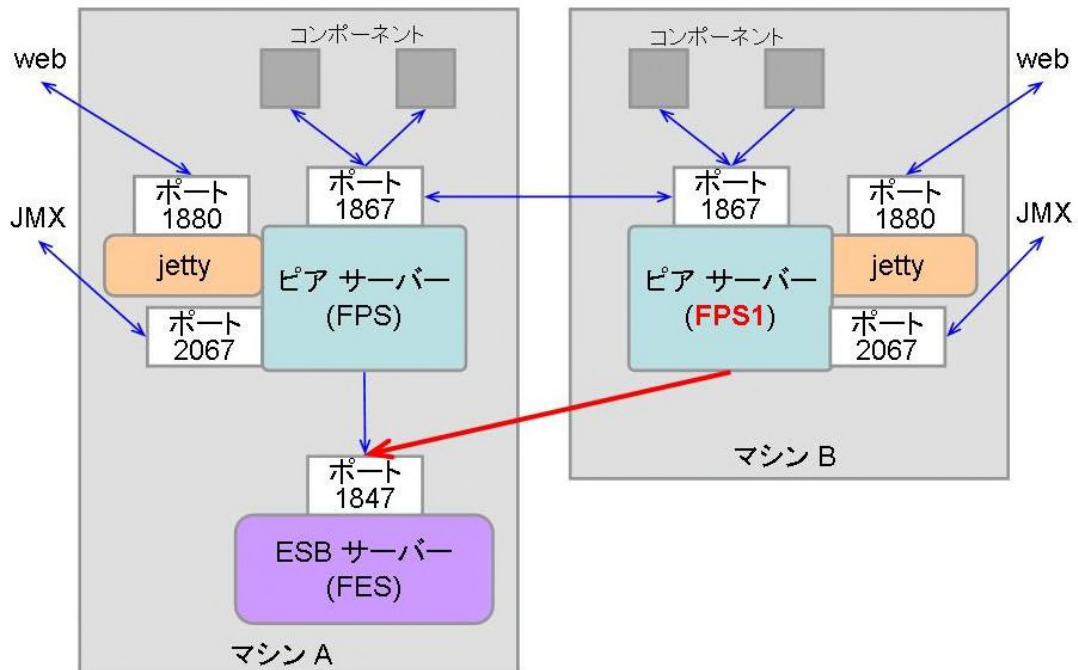 コンポーネント
web
ポート
1880
ポート
1867
JMX
jetty
ピア サーバー
(FPS)
ポート
2067
ポート
1847
ESB サーバー
(FES)
マシン A
コンポーネント
web
ポート
1867
ポート
1880
JMX
ピア サーバー
(FPS1)
jetty
ポート
2067
マシン B